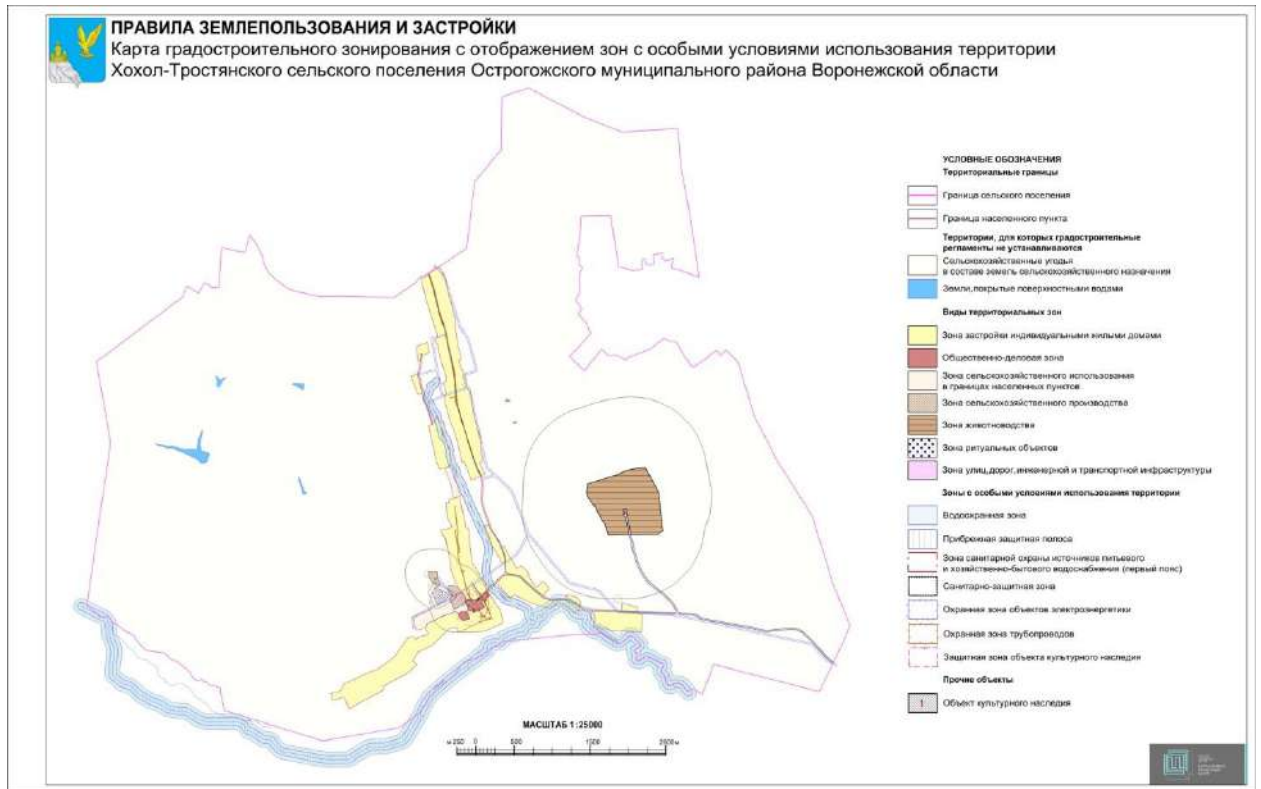 ПРАВИЛА ЗЕМЛЕПОЛЬЗОВАНИЯ И ЗАСТРОЙКИ
Карта градостроительного зонирования с отображением зон с особыми условиями использования территории
Хохол-Тростянского сельского поселения Острогожского муниципального района Воронежской области
УСЛОВНЫЕ ОБОЗНАЧЕНИЯ
Территориальные границы
Граница сельского поселения
Граница населенного пункта
Территории, для которых градостроительные
регламенты не устанавливаются
Сельскохозяйственные угодья
в составе земель сельскохозяйственного назначения
Земли,покрытые поверхностными водами
Виды территориальных зон
Зона застройки индивидуальными жилыми домами
Общественно-деловая зона
Зона сельскохозяйственного использования
в границах населенных пунктов
Зона сельскохозяйственного производства
Зона животноводства
Зона ритуальных объектов
Зона улиц,дорог,инженерной и транспортной инфраструктуры
Зоны с особыми условиями использования территории
Водоохранная зона
Прибрежная защитная полоса
Зона санитарной охраны источников питьевого
и хозяйственно-бытового водоснабжения (первый пояс)
Санитарно-защитная зона
Охранная зона объектов электроэнергетики
Охранная зона трубопроводов
Защитная зона объекта культурного наследия
Прочие объекты
1 Объект культурного наследия
МАСШТАБ 1:25000
м 250 0 500 1500 2500 м